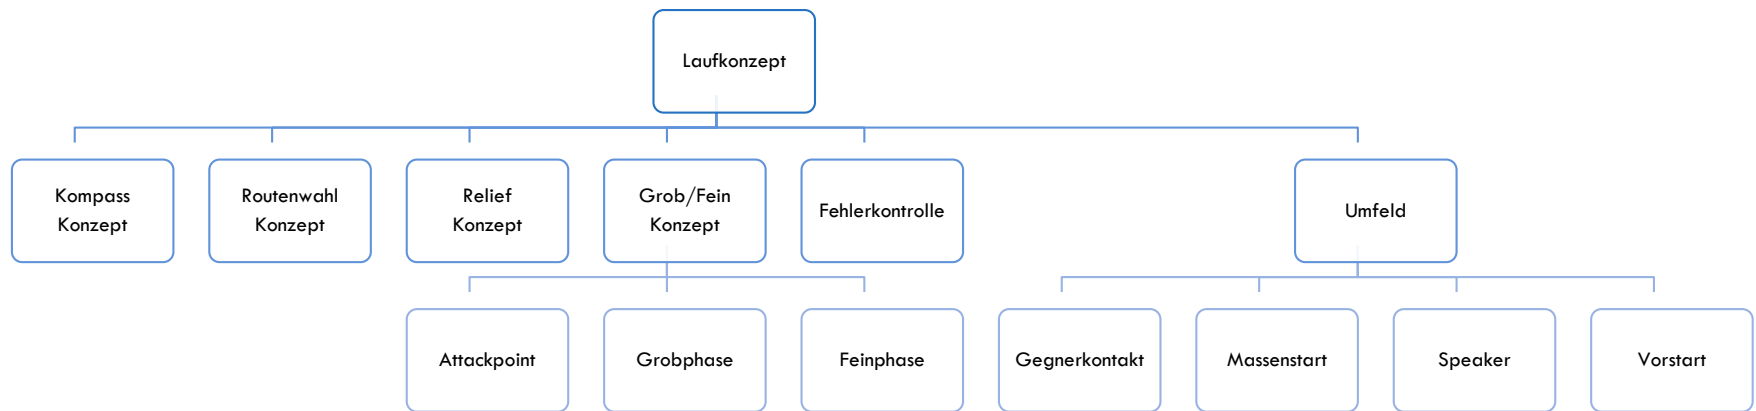 Laufkonzept
Kompass
Konzept
Routenwahl
Konzept
Relief
Konzept
Grob/Fein
Konzept
Fehlerkontrolle
Umfeld
Attackpoint
Grobphase
Feinphase
Gegnerkontakt
Massenstart
Speaker
Vorstart